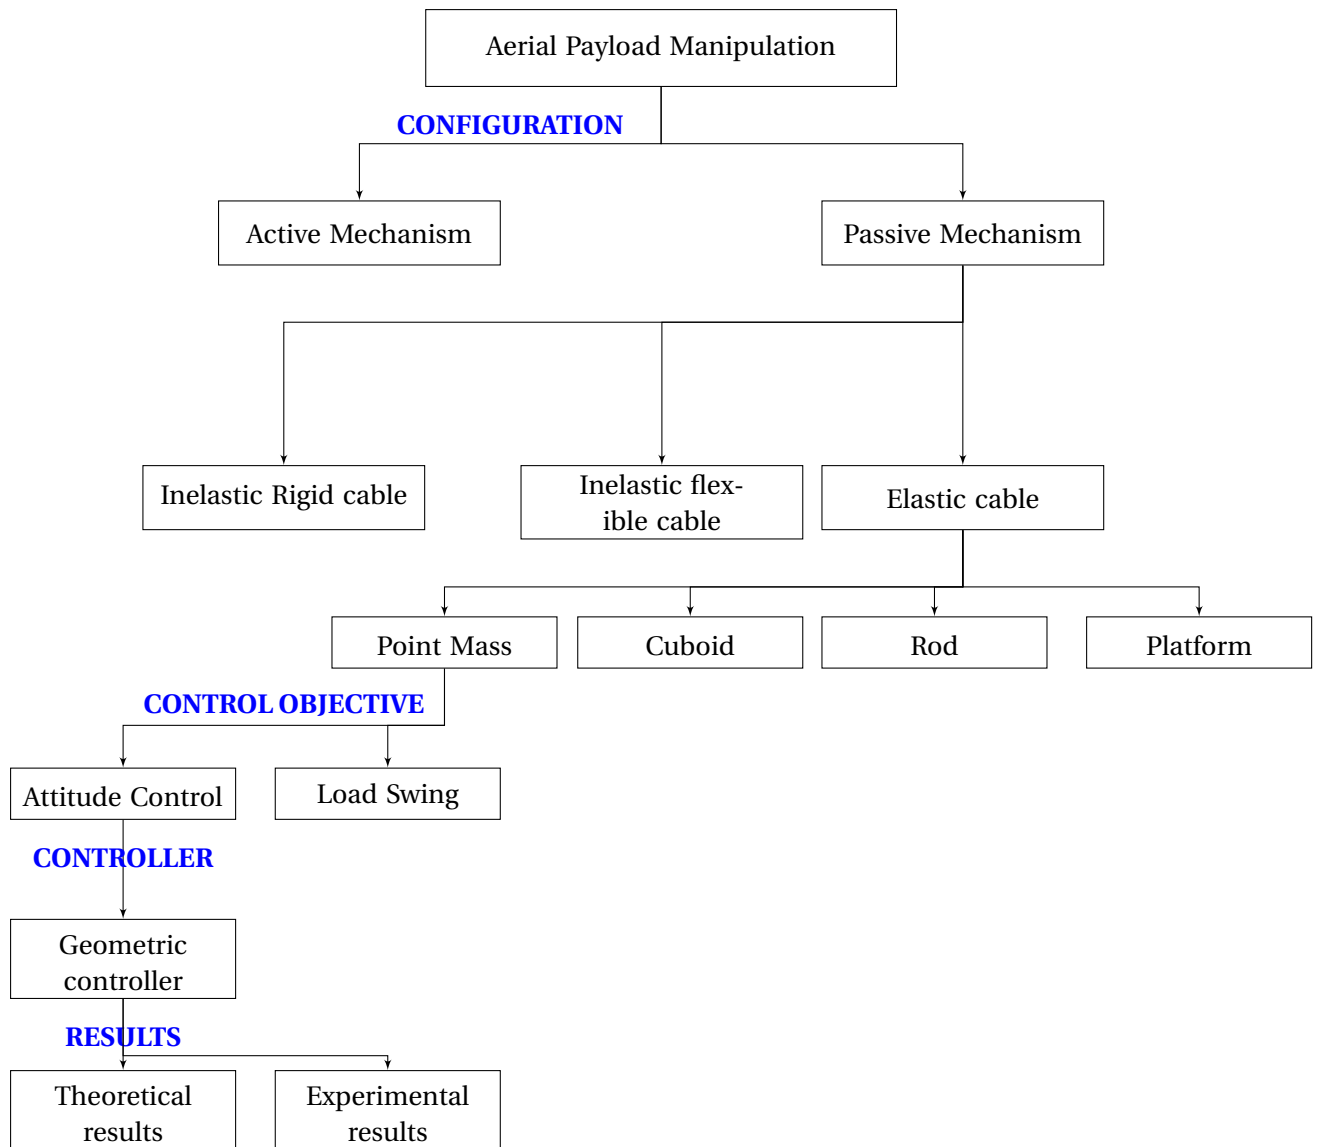 Aerial Payload Manipulation
CONFIGURATION
Active Mechanism
Passive Mechanism
Inelastic Rigid cable
Inelastic flex-
ible cable
Elastic cable
Point Mass
Cuboid
Rod
Platform
CONTROL OBJECTIVE
Attitude Control
Load Swing
CONTROLLER
Geometric
controller
RESULTS
Theoretical
results
Experimental
results